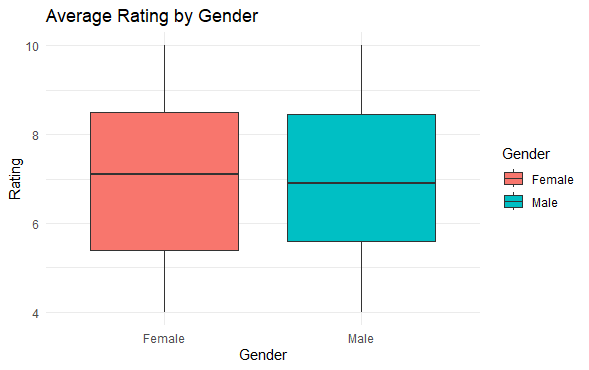 Average Rating by Gender
10
8
6
4
Rating
Female
Male
Gender
Gender
Female
Male